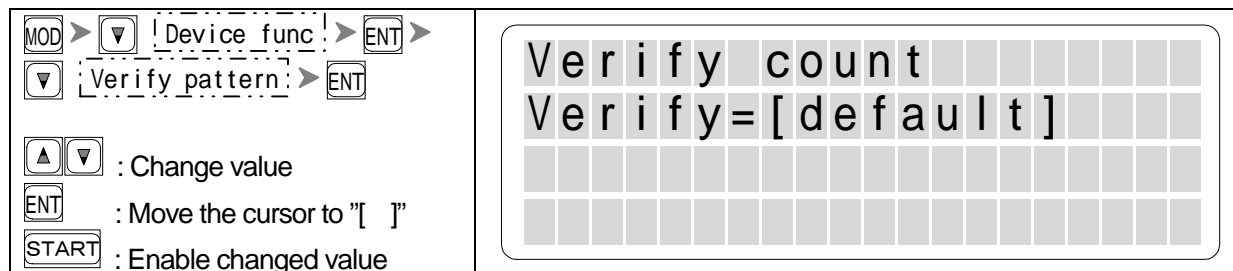 MOD Device func ENT
Verify pattern ENT
: Change value
ENT : Move the cursor to "[ ]"
START : Enable changed value
Verify count
Verify=[default]